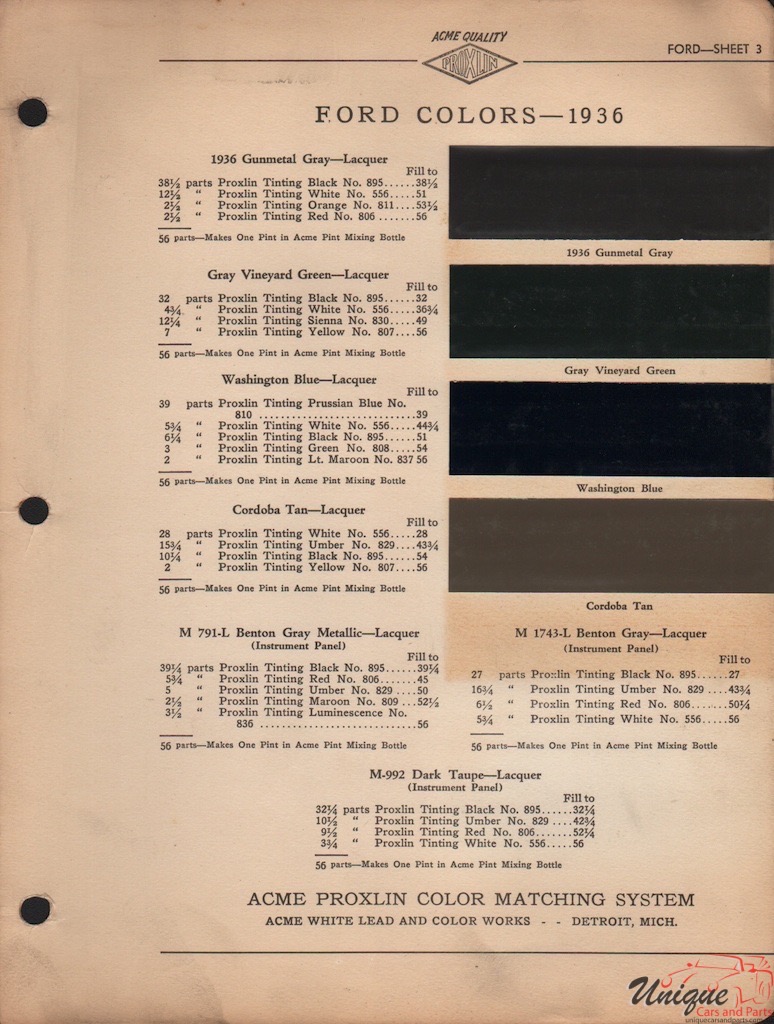 ACME QUALITY
PROXLIN
FORD—SHEET 3
FORD COLORS—1936
1936 Gunmetal Gray—Lacquer
Fill to
38½ parts Proxlin Tinting Black No. 895......38½
12½ " Proxlin Tinting White No. 556.....51
2½ " Proxlin Tinting Orange No. 811....53½
2½ " Proxlin Tinting Red No. 806 .......56
56 parts—Makes One Pint in Acme Pint Mixing Bottle
1936 Gunmetal Gray
Gray Vineyard Green—Lacquer
Fill to
32 parts Proxlin Tinting Black No. 895......32
4¾ " Proxlin Tinting White No. 556.....36¾
12¼ " Proxlin Tinting Sienna No. 830.....49
7 " Proxlin Tinting Yellow No. 807....56
56 parts—Makes One Pint in Acme Pint Mixing Bottle
Gray Vineyard Green
Washington Blue—Lacquer
Fill to
39 parts Proxlin Tinting Prussian Blue No.
810 ...........................39
5¾ " Proxlin Tinting White No. 556.....44¾
6¼ " Proxlin Tinting Black No. 895......51
3 " Proxlin Tinting Green No. 808.....54
2 " Proxlin Tinting Lt. Maroon No. 837 56
56 parts—Makes One Pint in Acme Pint Mixing Bottle
Washington Blue
Cordoba Tan—Lacquer
Fill to
28 parts Proxlin Tinting White No. 556.....28
15¾ " Proxlin Tinting Umber No. 829....43¾
10¼ " Proxlin Tinting Black No. 895......54
2 " Proxlin Tinting Yellow No. 807....56
56 parts—Makes One Pint in Acme Pint Mixing Bottle
Cordoba Tan
M 791-L Benton Gray Metallic—Lacquer
(Instrument Panel)
Fill to
39¼ parts Proxlin Tinting Black No. 895......39¼
5¾ " Proxlin Tinting Red No. 806.......45
5 " Proxlin Tinting Umber No. 829 ....50
2½ " Proxlin Tinting Maroon No. 809 ...52½
3½ " Proxlin Tinting Luminescence No.
836 ...........................56
56 parts—Makes One Pint in Acme Pint Mixing Bottle
M 1743-L Benton Gray—Lacquer
(Instrument Panel)
Fill to
27 parts Proxlin Tinting Black No. 895......27
16¾ " Proxlin Tinting Umber No. 829 ....43¾
6½ " Proxlin Tinting Red No. 806.......50¼
5¾ " Proxlin Tinting White No. 556.....56
56 parts—Makes One Pint in Acme Pint Mixing Bottle
M-992 Dark Taupe—Lacquer
(Instrument Panel)
Fill to
32¼ parts Proxlin Tinting Black No. 895......32¼
10½ " Proxlin Tinting Umber No. 829 ....42¾
9½ " Proxlin Tinting Red No. 806.......52¼
3¾ " Proxlin Tinting White No. 556.....56
56 parts—Makes One Pint in Acme Pint Mixing Bottle
ACME PROXLIN COLOR MATCHING SYSTEM
ACME WHITE LEAD AND COLOR WORKS - - DETROIT, MICH.
Unique
Cars and Parts
uniquecarsandparts.com.au